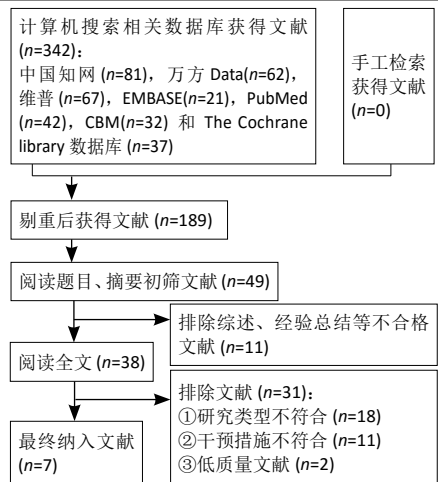 计算机搜索相关数据库获得文献
(n=342)：
中国知网 (n=81)，万方 Data(n=62)，
维普 (n=67)，EMBASE(n=21)，PubMed
(n=42)，CBM(n=32) 和 The Cochrane
library 数据库 (n=37)
手工检索
获得文献
(n=0)
剔重后获得文献 (n=189)
阅读题目、摘要初筛文献 (n=49)
排除综述、经验总结等不合格
文献 (n=11)
阅读全文 (n=38)
排除文献 (n=31)：
①研究类型不符合 (n=18)
②干预措施不符合 (n=11)
③低质量文献 (n=2)
最终纳入文献
(n=7)